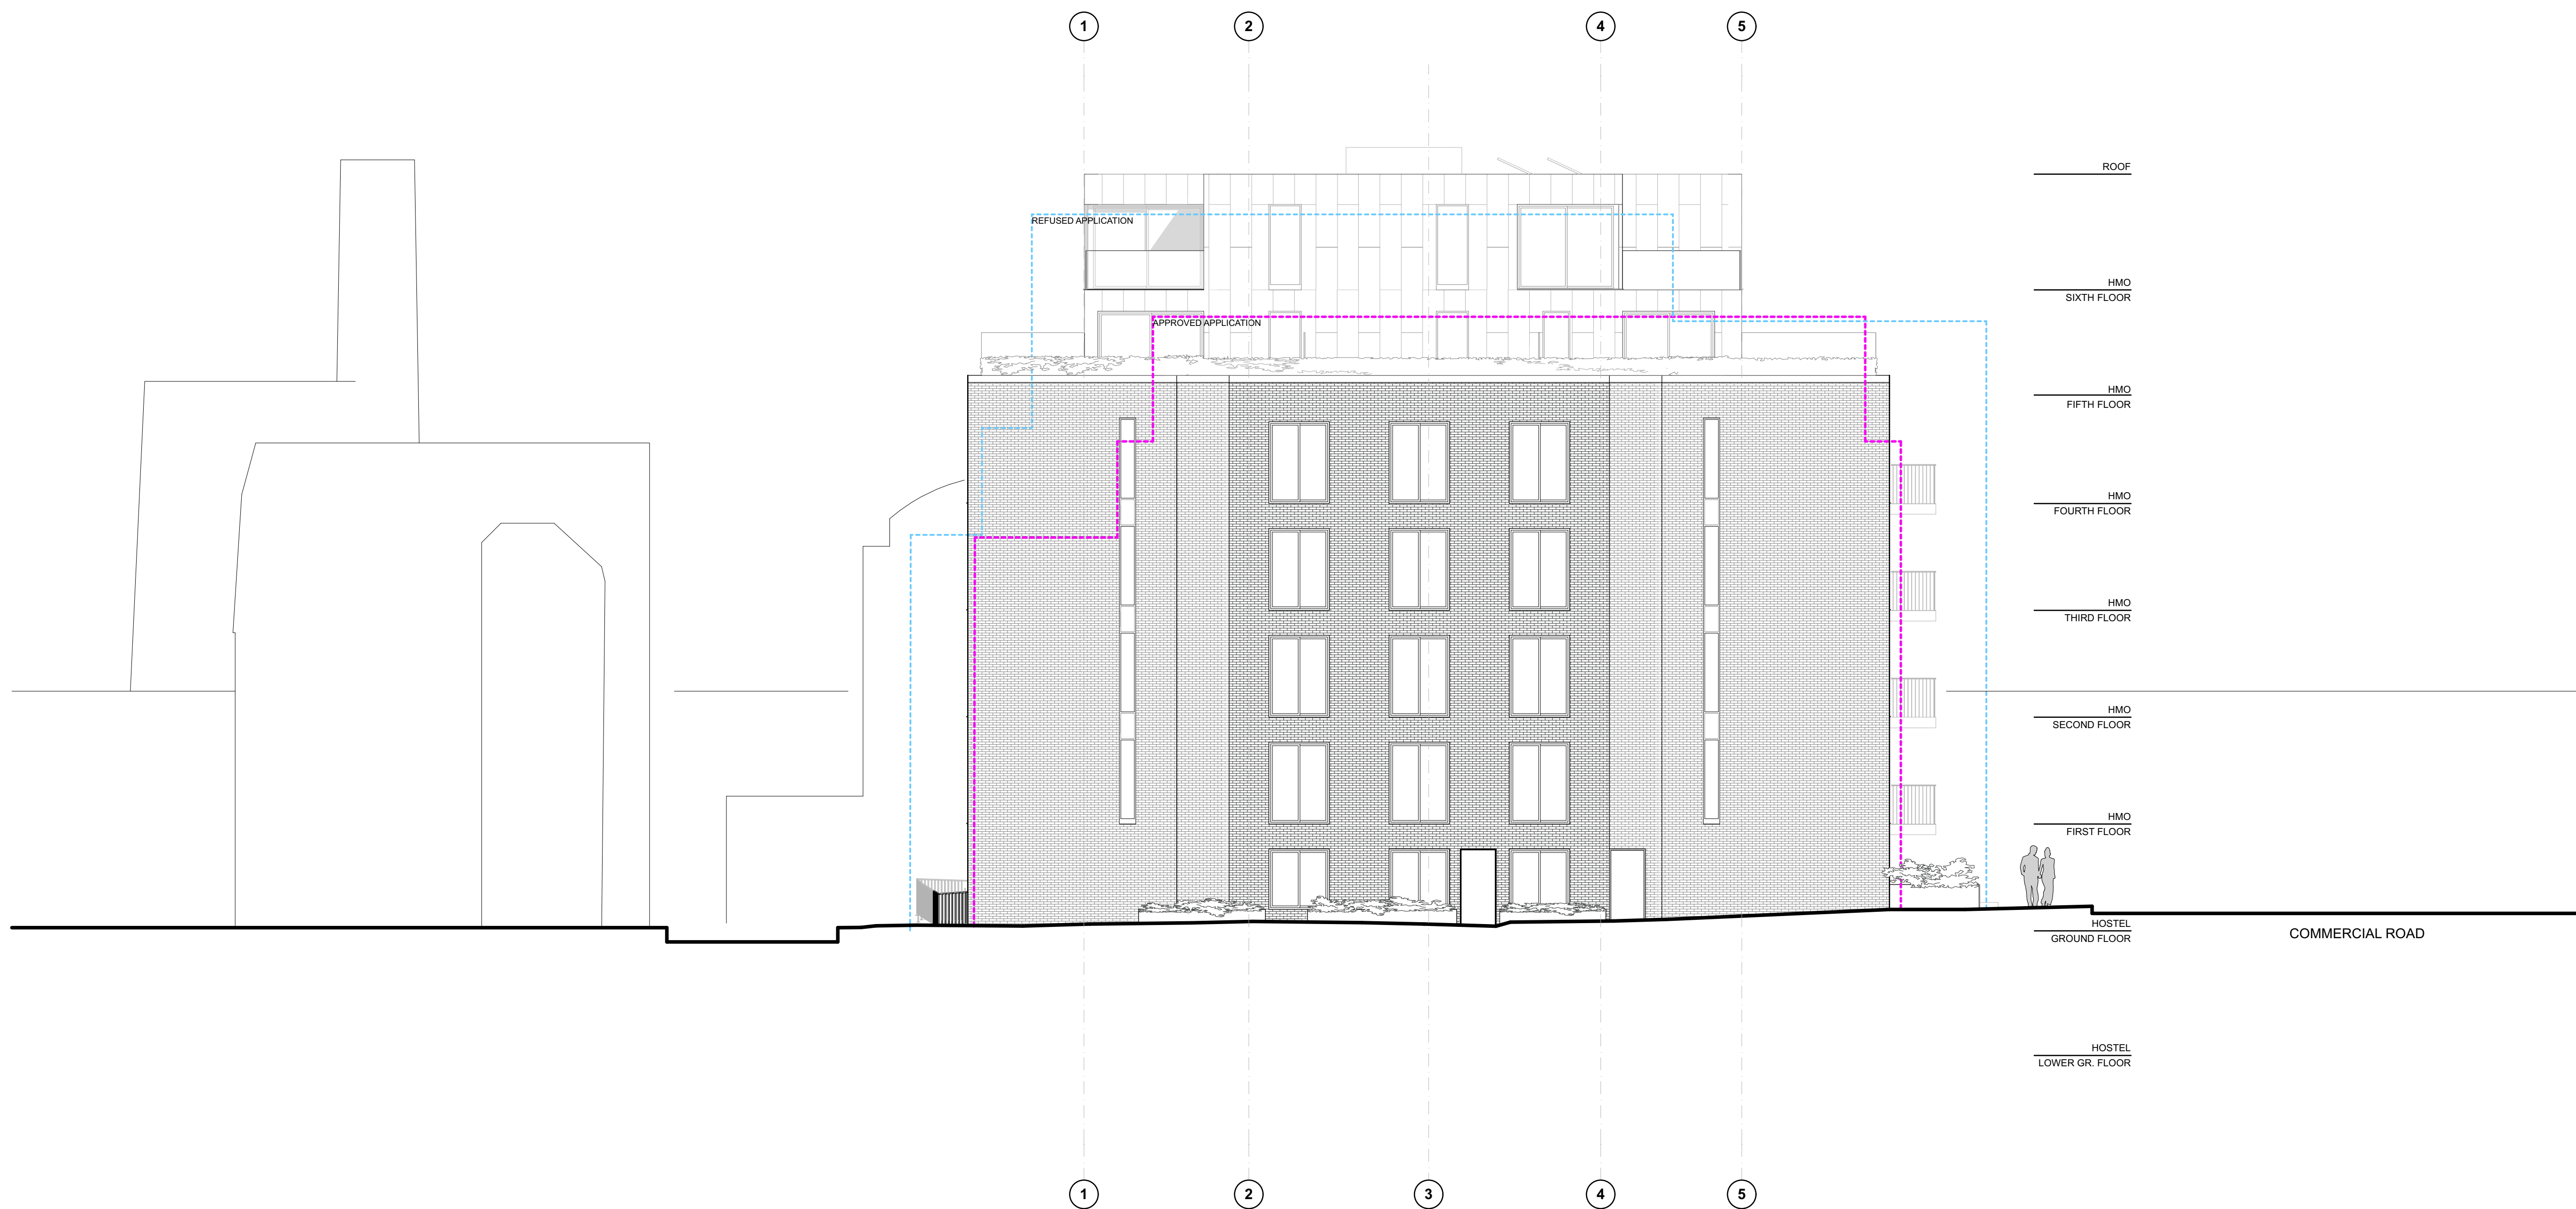 1 2 4 5
ROOF
REFUSED APPLICATION
HMO
SIXTH FLOOR
APPROVED APPLICATION
HMO
FIFTH FLOOR
HMO
FOURTH FLOOR
HMO
THIRD FLOOR
HMO
SECOND FLOOR
HMO
FIRST FLOOR
HOSTEL
GROUND FLOOR
COMMERCIAL ROAD
HOSTEL
LOWER GR. FLOOR
1 2 3 4 5